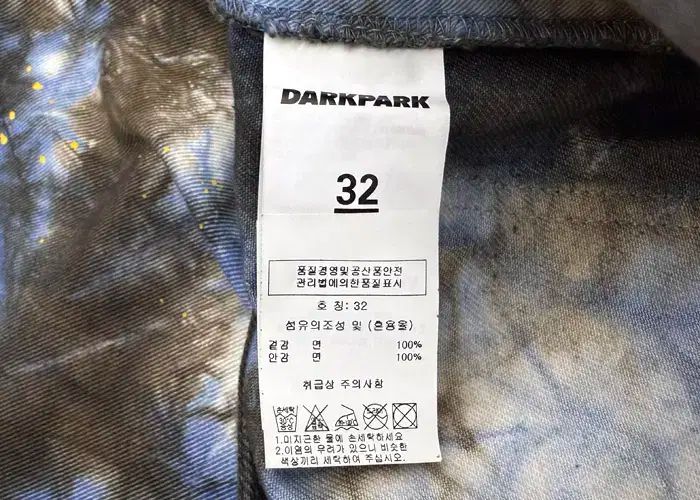 DARKPARK
32
품질경영및공산품안전
관리법에의한품질표시
호 칭: 32
섬유의조성 및 (혼용율)
겉감 면 100%
안감 면 100%
취급상 주의사항
손세탁
1.미지근한 물에 손세탁하세요
2.이염의 우려가 있으니 비슷한
색상끼리 세탁하여 주십시오.